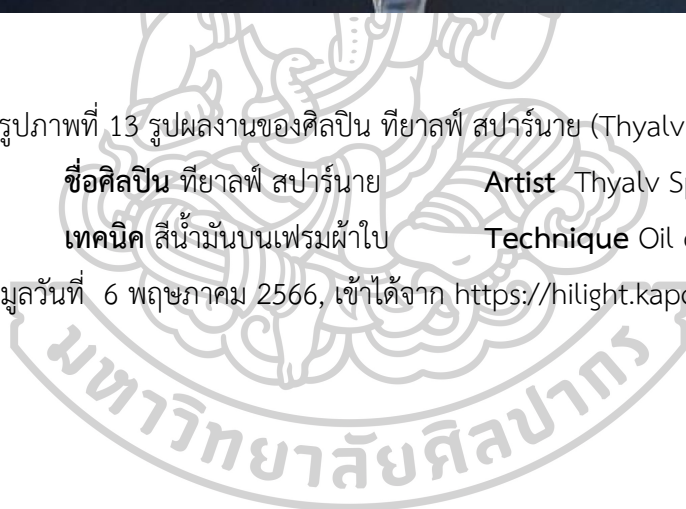 รูปภาพที่ 13 รูปผลงานของศิลปิน ทียาลฟ์ สปาร์นาย (Thyalv
ชื่อศิลปิน ทียาลฟ์ สปาร์นาย Artist Thyalv Sp
เทคนิค สีน้ำมันบนเฟรมผ้าใบ Technique Oil
มูลวันที่ 6 พฤษภาคม 2566, เข้าได้จาก https://hilight.kapo
มหาวิทยาลัยศิลปากร